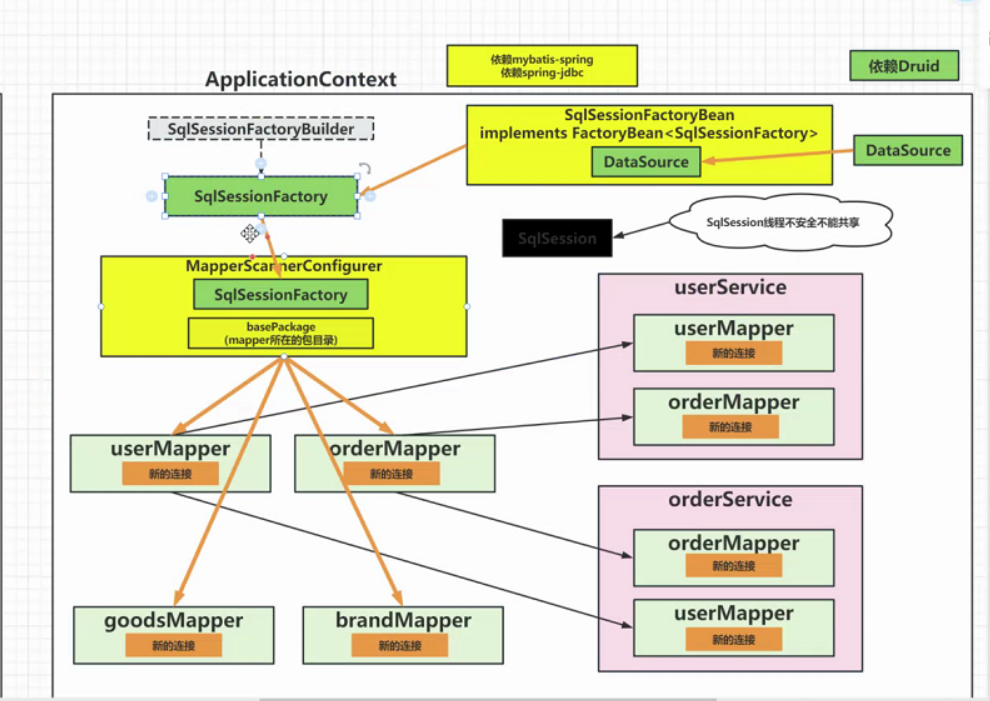 依赖mybatis-spring
依赖spring-jdbc
依赖Druid
ApplicationContext
SqlSessionFactoryBuilder
SqlSessionFactoryBean
implements FactoryBean<SqlSessionFactory>
DataSource
DataSource
SqlSessionFactory
SqlSession线程不安全不能共享
SqlSession
MapperScannerConfigurer
SqlSessionFactory
basePackage
(mapper所在的包目录)
userService
userMapper
新的连接
orderMapper
新的连接
userMapper
新的连接
orderMapper
新的连接
orderService
orderMapper
新的连接
userMapper
新的连接
goodsMapper
新的连接
brandMapper
新的连接